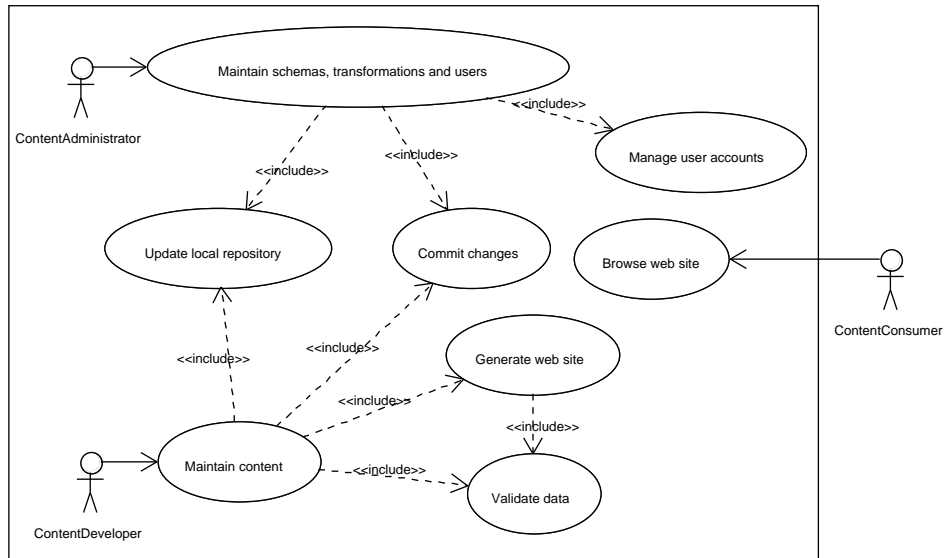 Maintain schemas, transformations and users
<<include>>
ContentAdministrator
Manage user accounts
<<include>>
<<include>>
Update local repository
Commit changes
Browse web site
ContentConsumer
<<include>>
<<include>>
Generate web site
<<include>>
<<include>>
Maintain content
<<include>>
Validate data
ContentDeveloper